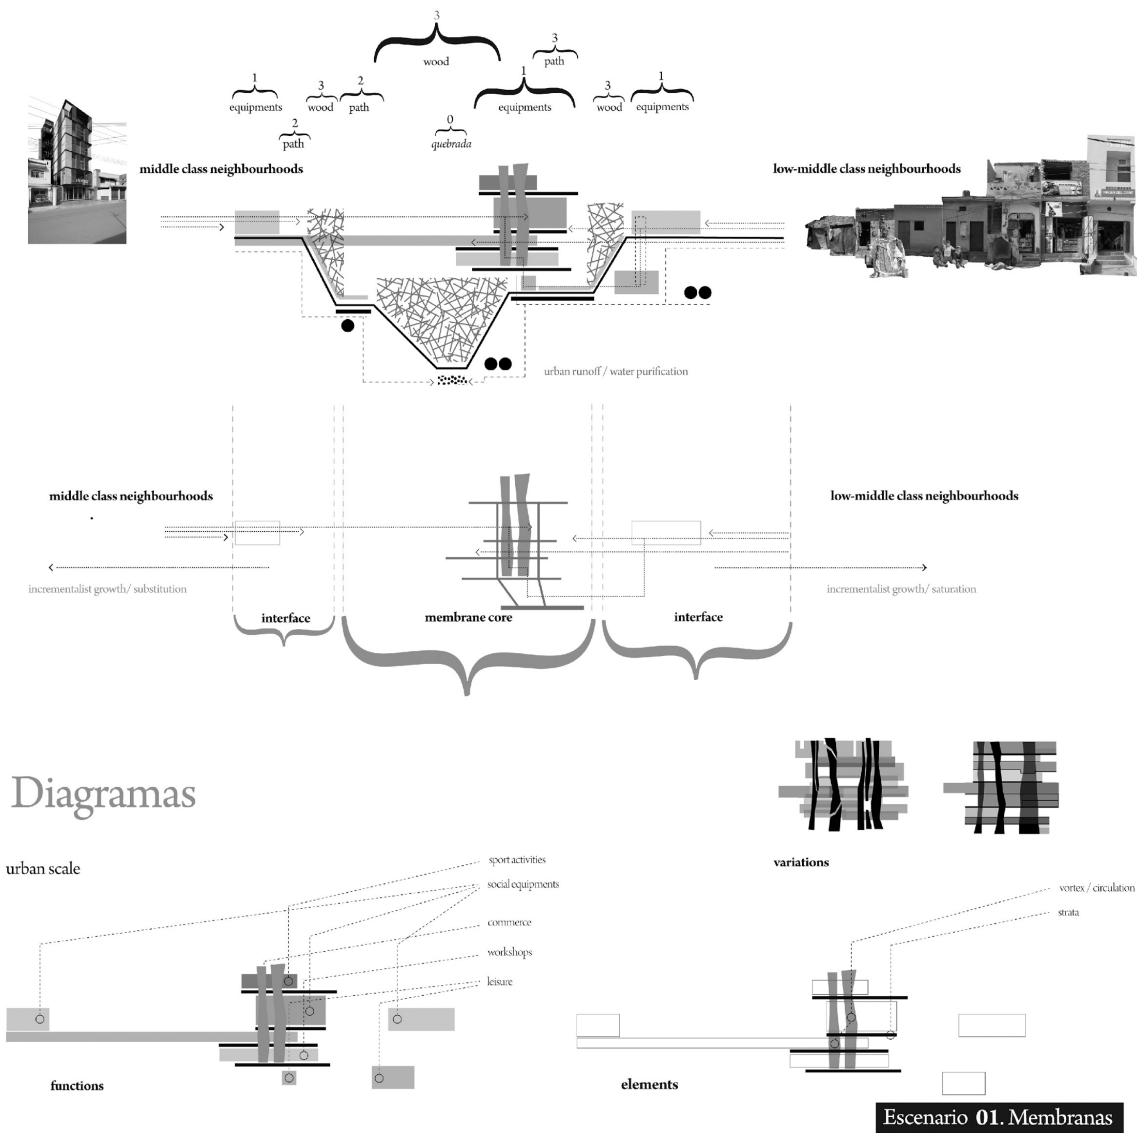 3
wood
3
path
1
equipments
3
wood
2
path
1
equipments
3
wood
1
equipments
2
path
0
quebrada
middle class neighbourhoods
low-middle class neighbourhoods
urban runoff / water purification
middle class neighbourhoods
low-middle class neighbourhoods
incrementalist growth/ substitution
incrementalist growth/ saturation
interface
membrane core
interface
Diagramas
urban scale
variations
sport activities
social equipments
commerce
workshops
leisure
vortex / circulation
strata
functions
elements
Escenario 01. Membranas